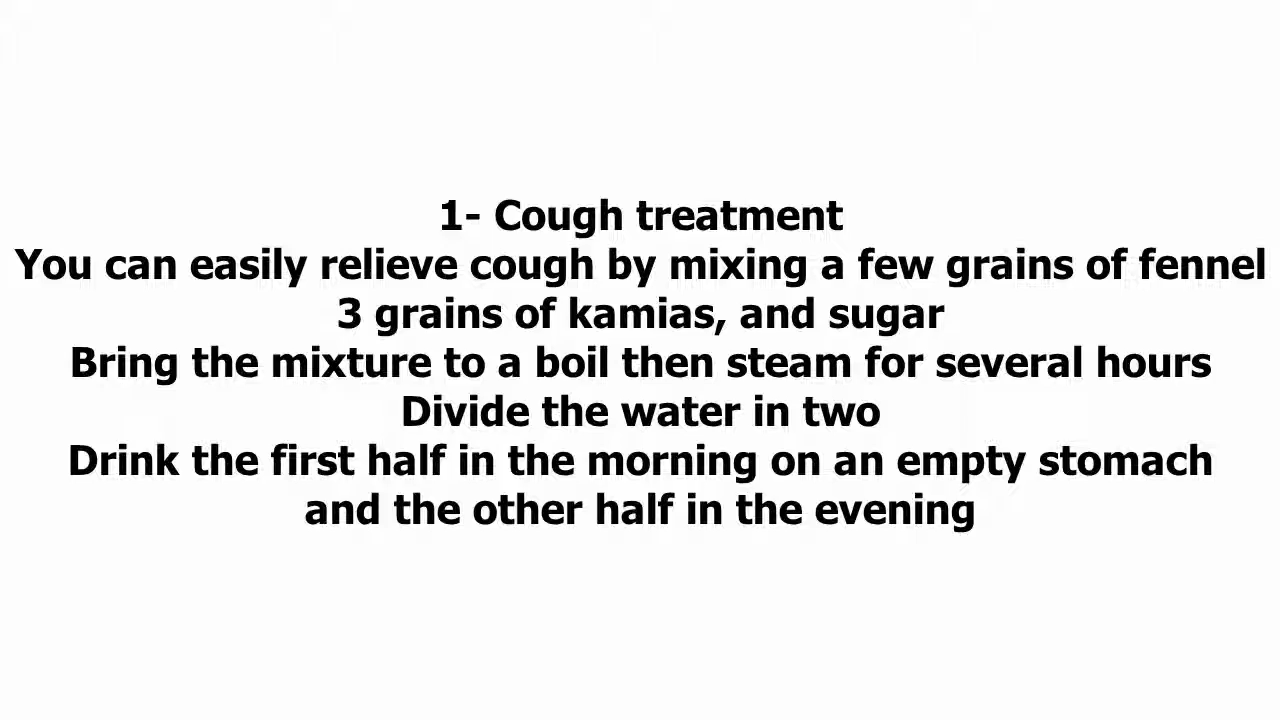 1- Cough treatment
You can easily relieve cough by mixing a few grains of fennel
3 grains of kamias, and sugar
Bring the mixture to a boil then steam for several hours
Divide the water in two
Drink the first half in the morning on an empty stomach
and the other half in the evening